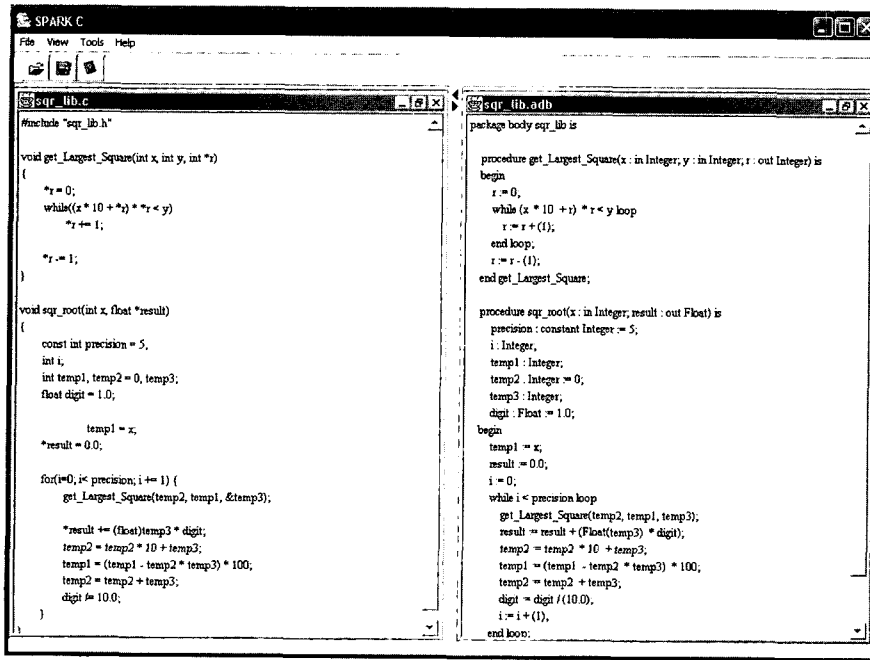 SPARK C
File View Tools Help
sqr_lib.c
#include "sqr_lib.h"
void get_Largest_Square(int x, int y, int *r)
{
*r = 0;
while((x * 10 + *r) * *r < y)
*r += 1;
*r -= 1;
}
void sqr_root(int x, float *result)
{
const int precision = 5,
int i;
int temp1, temp2 = 0, temp3;
float digit = 1.0;
temp1 = x;
*result = 0.0;
for(i=0; i< precision; i += 1) {
get_Largest_Square(temp2, temp1, &temp3);
*result += (float)temp3 * digit;
temp2 = temp2 * 10 + temp3;
temp1 = (temp1 - temp2 * temp3) * 100;
temp2 = temp2 + temp3;
digit /= 10.0;
}
}
sqr_lib.adb
package body sqr_lib is
procedure get_Largest_Square(x : in Integer; y : in Integer; r : out Integer) is
begin
r := 0;
while (x * 10 + r) * r < y loop
r := r + (1);
end loop;
r := r - (1);
end get_Largest_Square;
procedure sqr_root(x : in Integer; result : out Float) is
precision : constant Integer := 5;
i : Integer,
temp1 : Integer;
temp2 . Integer := 0;
temp3 : Integer;
digit : Float := 1.0;
begin
temp1 := x;
result := 0.0;
i := 0;
while i < precision loop
get_Largest_Square(temp2, temp1, temp3);
result := result + (Float(temp3) * digit);
temp2 := temp2 * 10 + temp3;
temp1 := (temp1 - temp2 * temp3) * 100;
temp2 := temp2 + temp3;
digit := digit / (10.0),
i := i + (1),
end loop;